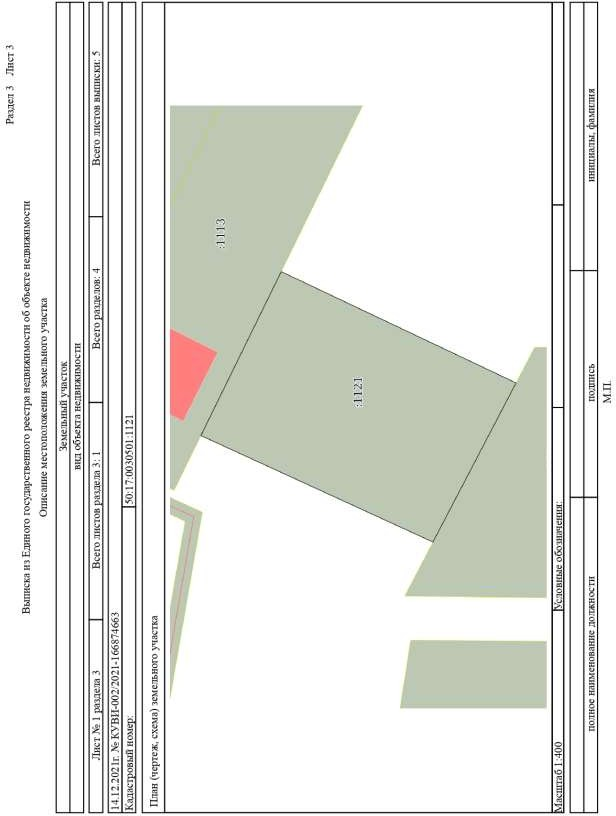 Раздел 3 Лист 3
Выписка из Единого государственного реестра недвижимости об объекте недвижимости
Описание местоположения земельного участка
Земельный участок
вид объекта недвижимости
Лист № 1 раздела 3 Всего листов раздела 3: 1 Всего разделов: 4 Всего листов выписки: 5
14.12.2021г. № КУВИ-002/2021-166874663
Кадастровый номер: 50:17:0030501:1121
План (чертеж, схема) земельного участка
:1113
:1121
Масштаб 1:400 Условные обозначения:
полное наименование должности подпись инициалы, фамилия
М.П.